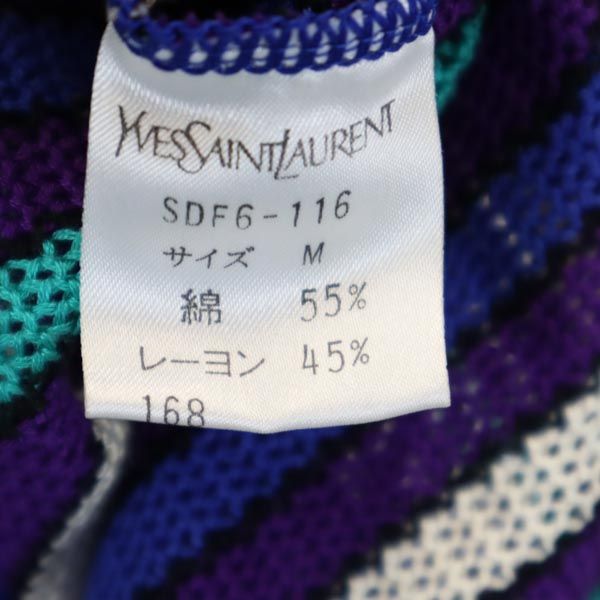 YVESSAINTLAURENT
SDF6-116
サイズ M
綿 55%
レーヨン 45%
168